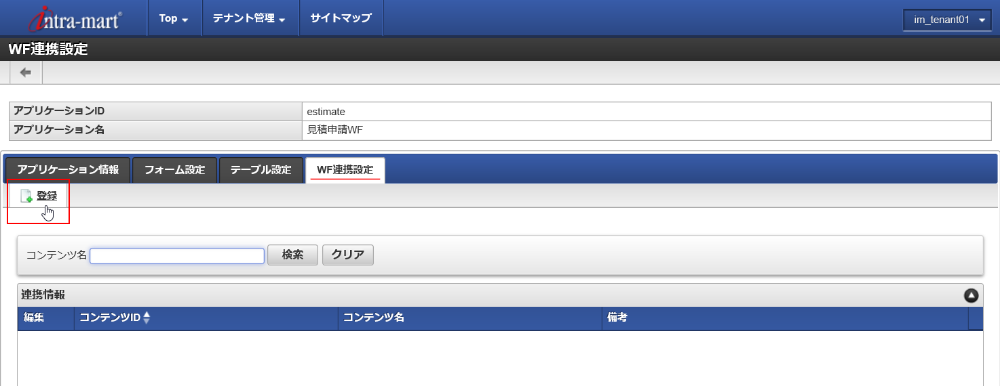 intra-mart® Top テナント管理 サイトマップ im_tenant01
WF連携設定
アプリケーションID estimate
アプリケーション名 見積申請WF
アプリケーション情報 フォーム設定 テーブル設定 WF連携設定
登録
コンテンツ名 検索 クリア
連携情報
編集 コンテンツID コンテンツ名 備考